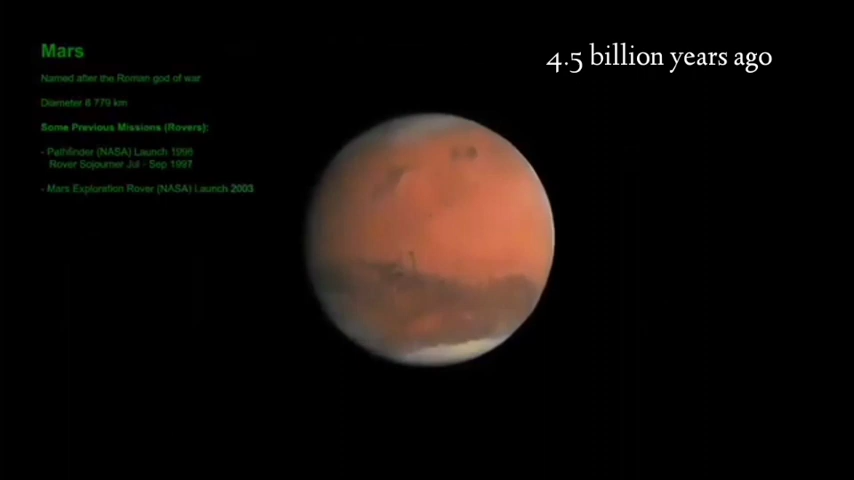 Mars
4.5 billion years ago
Named after the Roman god of war
Diameter 6 779 km
Some Previous Missions (Rovers):
- Pathfinder (NASA) Launch 1996
Rover Sojourner Jul - Sep 1997
- Mars Exploration Rover (NASA) Launch 2003